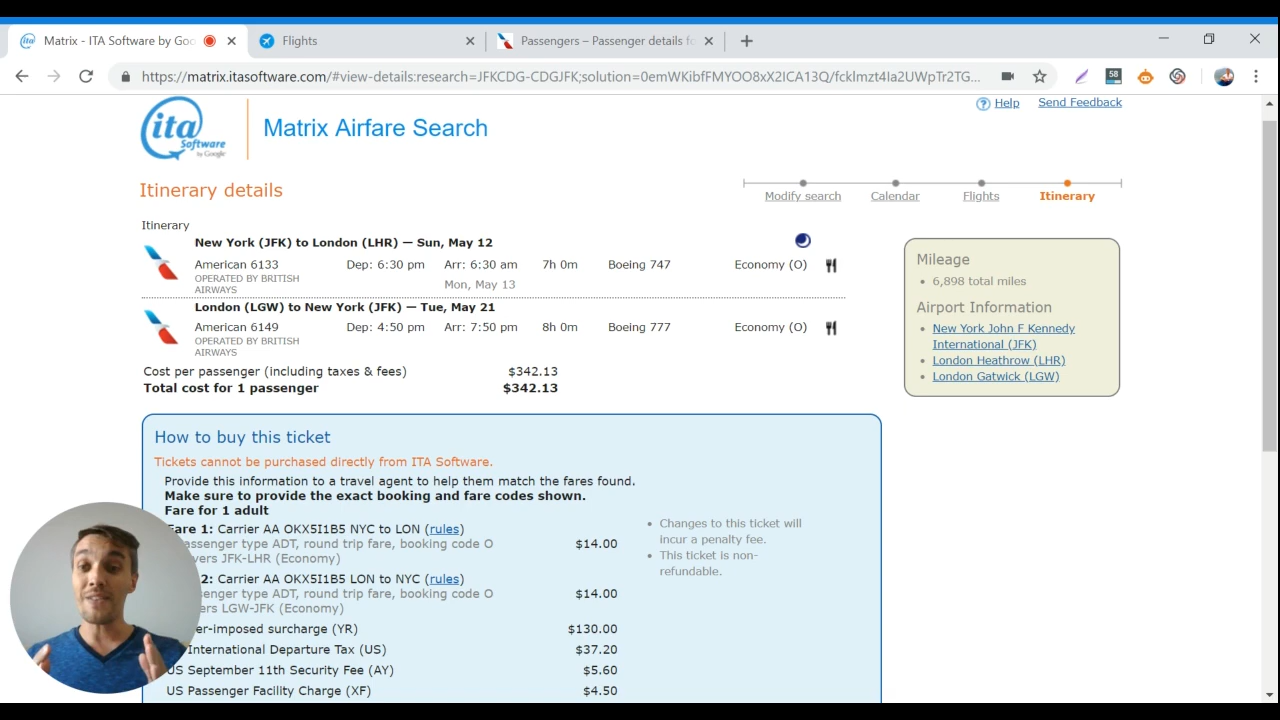 Matrix - ITA Software by Goo
Flights
Passengers – Passenger details fo
https://matrix.itasoftware.com/#view-details:research=JFKCDG-CDGJFK;solution=0emWKibfFMYOO8xX2ICA13Q/fcklmzt4Ia2UWpTr2TG...
58
Help
Send Feedback
ita
Software
by Google
Matrix Airfare Search
Itinerary details
Modify search
Calendar
Flights
Itinerary
Itinerary
New York (JFK) to London (LHR) — Sun, May 12
American 6133 Dep: 6:30 pm Arr: 6:30 am 7h 0m Boeing 747 Economy (O)
OPERATED BY BRITISH
AIRWAYS
Mon, May 13
London (LGW) to New York (JFK) — Tue, May 21
American 6149 Dep: 4:50 pm Arr: 7:50 pm 8h 0m Boeing 777 Economy (O)
OPERATED BY BRITISH
AIRWAYS
Cost per passenger (including taxes & fees) $342.13
Total cost for 1 passenger $342.13
Mileage
6,898 total miles
Airport Information
New York John F Kennedy
International (JFK)
London Heathrow (LHR)
London Gatwick (LGW)
How to buy this ticket
Tickets cannot be purchased directly from ITA Software.
Provide this information to a travel agent to help them match the fares found.
Make sure to provide the exact booking and fare codes shown.
Fare for 1 adult
Fare 1: Carrier AA OKX5I1B5 NYC to LON (rules)
assenger type ADT, round trip fare, booking code O $14.00
vers JFK-LHR (Economy)
2: Carrier AA OKX5I1B5 LON to NYC (rules)
enger type ADT, round trip fare, booking code O $14.00
ers LGW-JFK (Economy)
er-imposed surcharge (YR) $130.00
International Departure Tax (US) $37.20
US September 11th Security Fee (AY) $5.60
US Passenger Facility Charge (XF) $4.50
Changes to this ticket will
incur a penalty fee.
This ticket is non-
refundable.